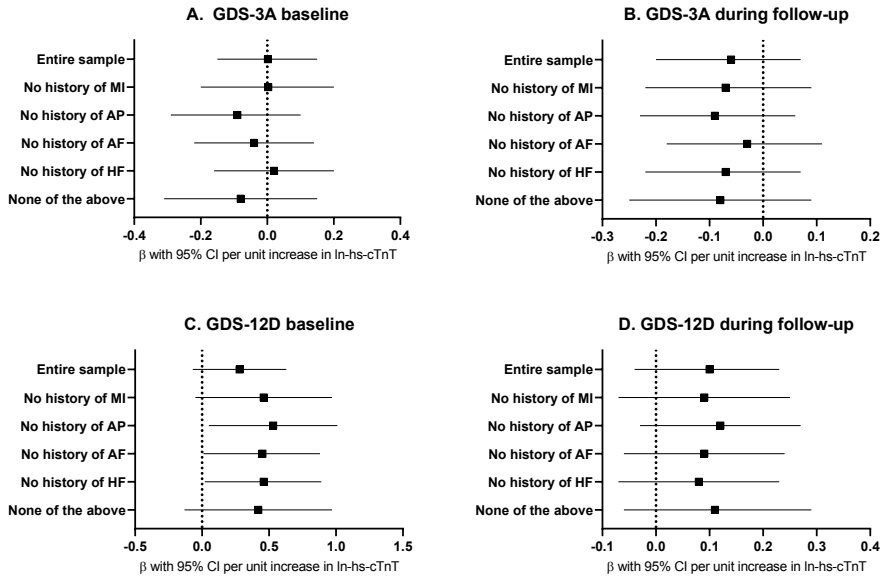 A. GDS-3A baseline
Entire sample
No history of MI
No history of AP
No history of AF
No history of HF
None of the above
-0.4 -0.2 0.0 0.2 0.4
β with 95% CI per unit increase in ln-hs-cTnT
B. GDS-3A during follow-up
Entire sample
No history of MI
No history of AP
No history of AF
No history of HF
None of the above
-0.3 -0.2 -0.1 0.0 0.1 0.2
β with 95% CI per unit increase in ln-hs-cTnT
C. GDS-12D baseline
Entire sample
No history of MI
No history of AP
No history of AF
No history of HF
None of the above
-0.5 0.0 0.5 1.0 1.5
β with 95% CI per unit increase in ln-hs-cTnT
D. GDS-12D during follow-up
Entire sample
No history of MI
No history of AP
No history of AF
No history of HF
None of the above
-0.1 0.0 0.1 0.2 0.3 0.4
β with 95% CI per unit increase in ln-hs-cTnT